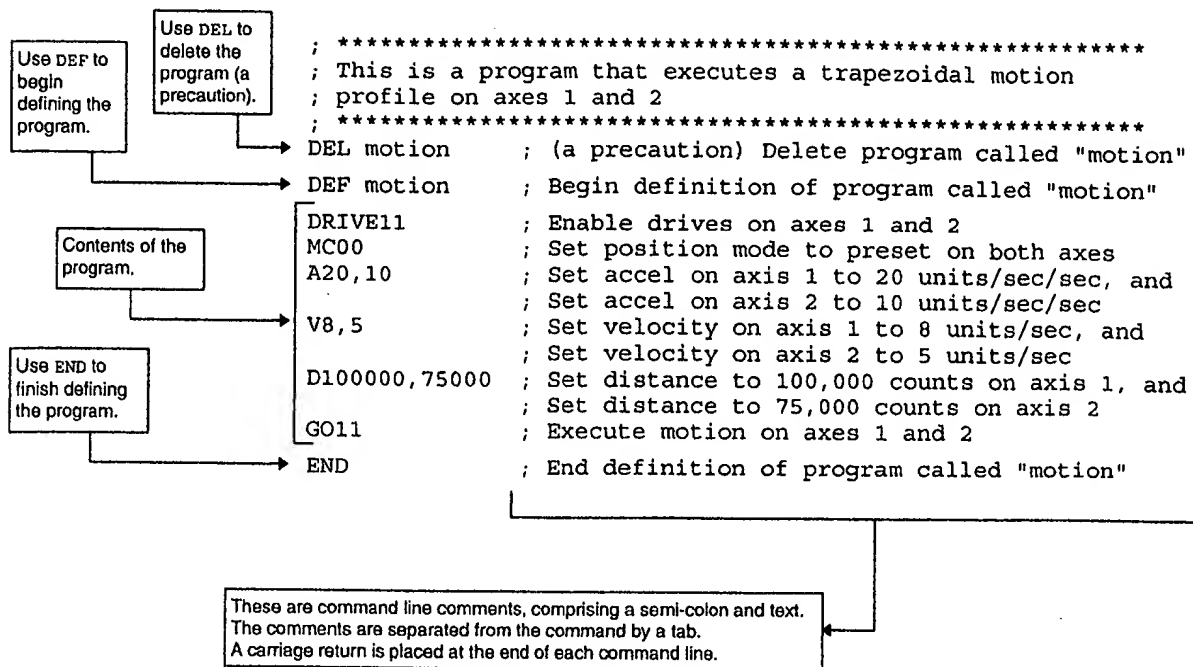 Use DEL to
delete the
program (a
precaution).
Use DEF to
begin
defining the
program.
; *********************************************************
; This is a program that executes a trapezoidal motion
; profile on axes 1 and 2
; *********************************************************
DEL motion ; (a precaution) Delete program called "motion"
DEF motion ; Begin definition of program called "motion"
Contents of the
program.
DRIVE11 ; Enable drives on axes 1 and 2
MC00 ; Set position mode to preset on both axes
A20,10 ; Set accel on axis 1 to 20 units/sec/sec, and
; Set accel on axis 2 to 10 units/sec/sec
V8,5 ; Set velocity on axis 1 to 8 units/sec, and
; Set velocity on axis 2 to 5 units/sec
D100000,75000 ; Set distance to 100,000 counts on axis 1, and
; Set distance to 75,000 counts on axis 2
GO11 ; Execute motion on axes 1 and 2
Use END to
finish defining
the program.
END ; End definition of program called "motion"
These are command line comments, comprising a semi-colon and text.
The comments are separated from the command by a tab.
A carriage return is placed at the end of each command line.